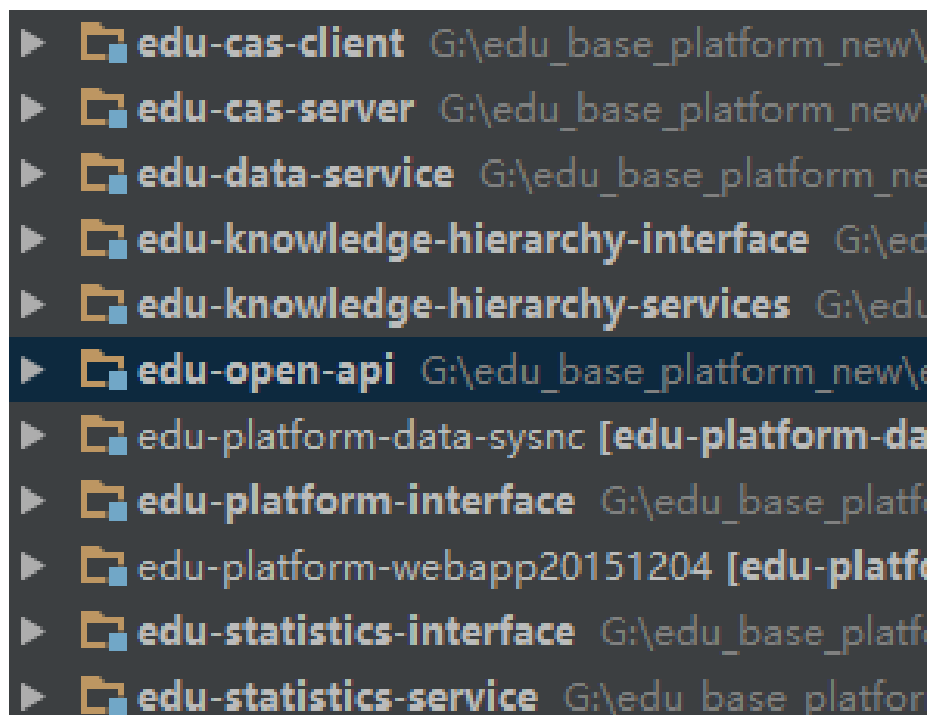 edu-cas-client G:\edu_base_platform_new\
edu-cas-server G:\edu_base_platform_new\
edu-data-service G:\edu_base_platform_ne
edu-knowledge-hierarchy-interface G:\ed
edu-knowledge-hierarchy-services G:\edu
edu-open-api G:\edu_base_platform_new\e
edu-platform-data-sysnc [edu-platform-da
edu-platform-interface G:\edu_base_platf
edu-platform-webapp20151204 [edu-platfo
edu-statistics-interface G:\edu_base_platf
edu-statistics-service G:\edu_base_platfor